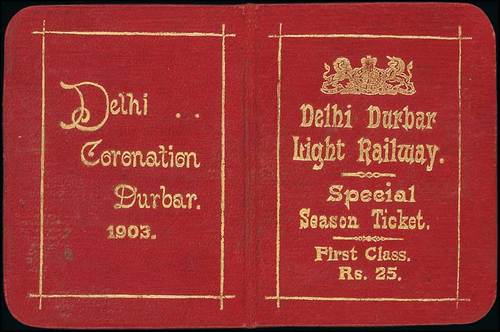 Delhi . .
Coronation
Durbar.
1903.
Delhi Durbar
Light Railway.
Special
Season Ticket.
First Class.
Rs. 25.